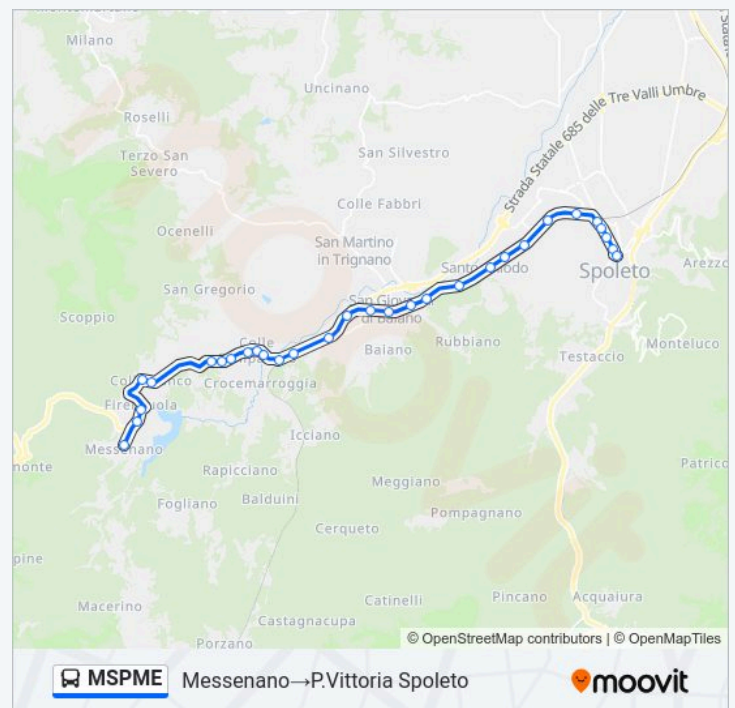 Milano
Uncinano
Roselli
Terzo San
Severo
San Silvestro
Strada Statale 685 delle Tre Valli Umbre
Colle Fabbri
Ocenelli
San Martino
in Trignano
Spoleto
Arezzo
San Gregorio
Scoppio
Baiano
Rubbiano
Monteluco
Testaccio
Crocemarroggia
Messenano
Icciano
Rapicciano
Patrico
Meggiano
Balduini
Fogliano
Pompagnano
Cerqueto
Macerino
Catinelli
Pincano
Acquaiura
Castagnacupa
Porzano
© OpenStreetMap contributors | © OpenMapTiles
MSPME
Messenano→P.Vittoria Spoleto
moovit